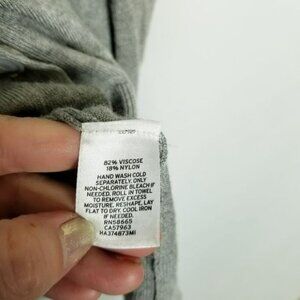 82% VISCOSE
18% NYLON
HAND WASH COLD
SEPARATELY. ONLY
NON-CHLORINE BLEACH IF
NEEDED. ROLL IN TOWEL
TO REMOVE EXCESS
MOISTURE. RESHAPE, LAY
FLAT TO DRY. COOL IRON
IF NEEDED.
RN58665
CA57963
HA374873MI